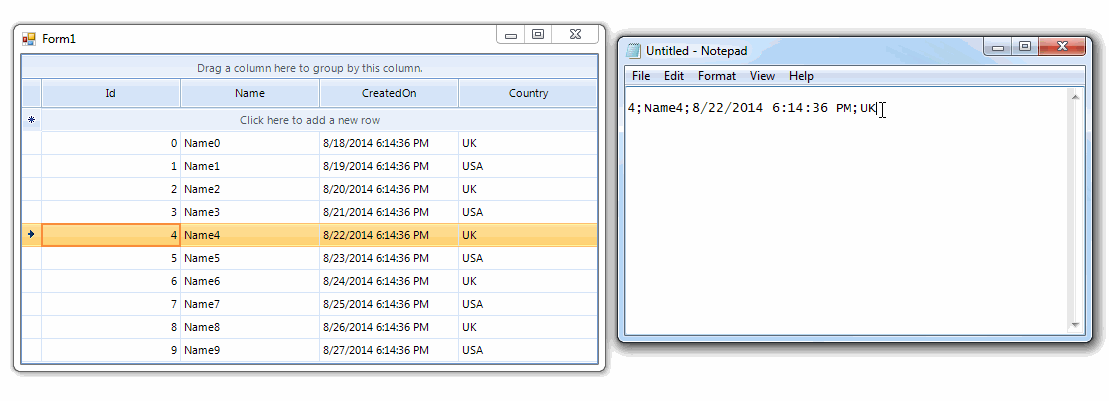 Form1
Drag a column here to group by this column.
Id Name CreatedOn Country
Click here to add a new row
0 Name0 8/18/2014 6:14:36 PM UK
1 Name1 8/19/2014 6:14:36 PM USA
2 Name2 8/20/2014 6:14:36 PM UK
3 Name3 8/21/2014 6:14:36 PM USA
4 Name4 8/22/2014 6:14:36 PM UK
5 Name5 8/23/2014 6:14:36 PM USA
6 Name6 8/24/2014 6:14:36 PM UK
7 Name7 8/25/2014 6:14:36 PM USA
8 Name8 8/26/2014 6:14:36 PM UK
9 Name9 8/27/2014 6:14:36 PM USA
Untitled - Notepad
File Edit Format View Help
4;Name4;8/22/2014 6:14:36 PM;UK